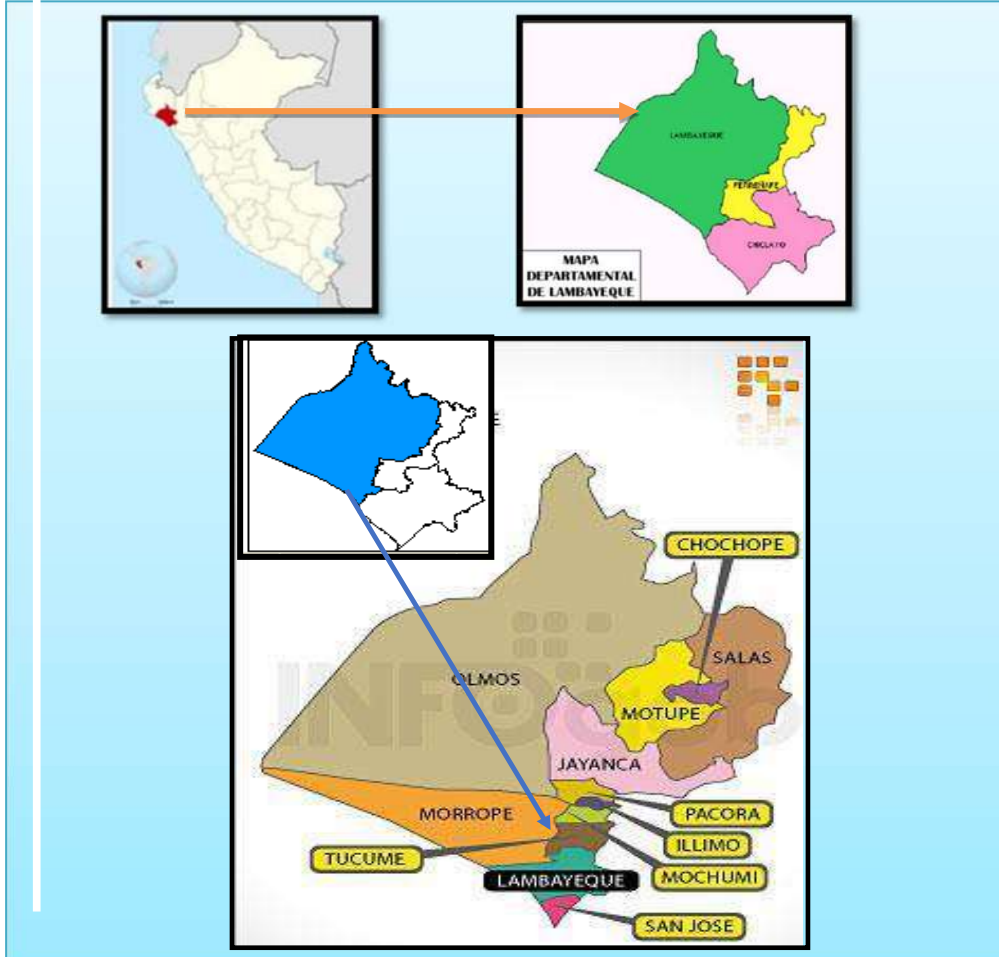 LAMBAYEQUE
FERREÑAFE
CHICLAYO
MAPA
DEPARTAMENTAL
DE LAMBAYEQUE
E
CHOCHOPE
SALAS
OLMOS
MOTUPE
JAYANCA
MORROPE
PACORA
ILLIMO
TUCUME
LAMBAYEQUE
MOCHUMI
SAN JOSE